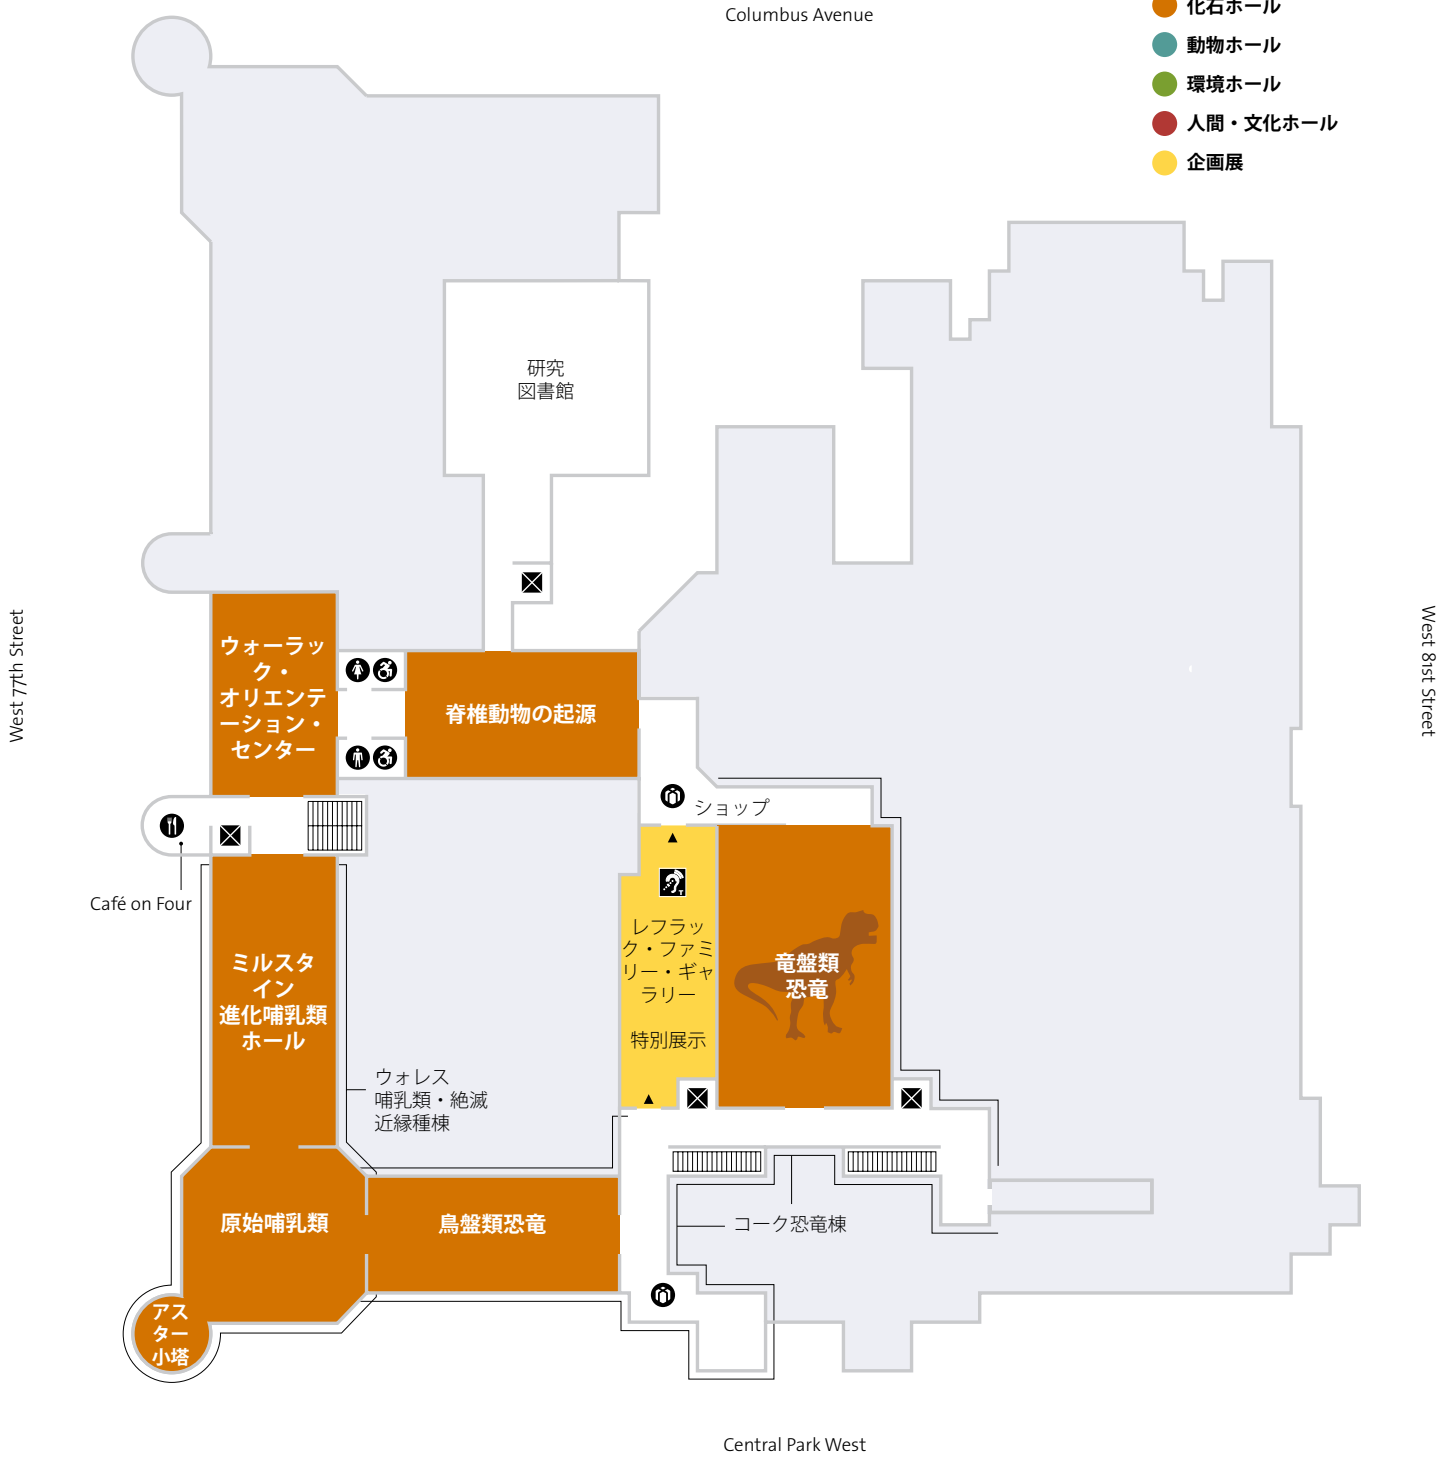 Columbus Avenue
化石ホール
動物ホール
環境ホール
人間・文化ホール
企画展
研究
図書館
West 77th Street
West 81st Street
ウォーラッ
ク・
オリエンテ
ーション・
センター
脊椎動物の起源
ショップ
Café on Four
レフラッ
ク・ファミ
リー・ギャ
ラリー
特別展示
竜盤類
恐竜
ミルスタ
イン
進化哺乳類
ホール
ウォレス
哺乳類・絶滅
近縁種棟
原始哺乳類
鳥盤類恐竜
コーク恐竜棟
アス
ター
小塔
Central Park West